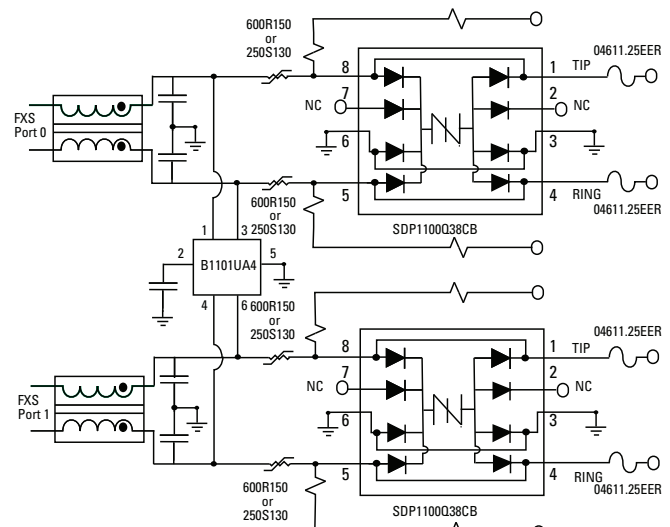 600R150
or
250S130
04611.25EER
8
1
TIP
7
2
NC
NC
FXS
Port 0
6
3
5
4
RING
04611.25EER
600R150
or
250S130
1
3
SDP1100Q38CB
2
B1101UA4
5
4
6
600R150
or
250S130
04611.25EER
8
1
TIP
7
2
NC
NC
FXS
Port 1
6
3
5
4
RING
04611.25EER
600R150
or
250S130
SDP1100Q38CB